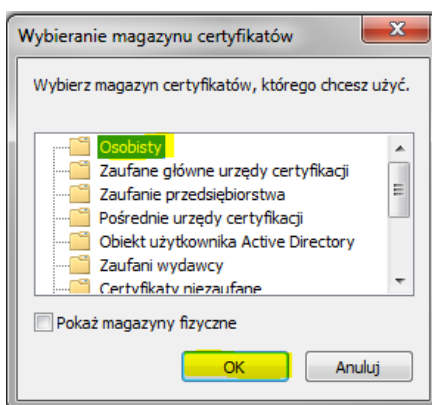 Wybieranie magazynu certyfikatów
Wybierz magazyn certyfikatów, którego chcesz użyć.
Osobisty
Zaufane główne urzędy certyfikacji
Zaufanie przedsiębiorstwa
Pośrednie urzędy certyfikacji
Obiekt użytkownika Active Directory
Zaufani wydawcy
Certyfikaty niezaufane
Pokaż magazyny fizyczne
OK Anuluj